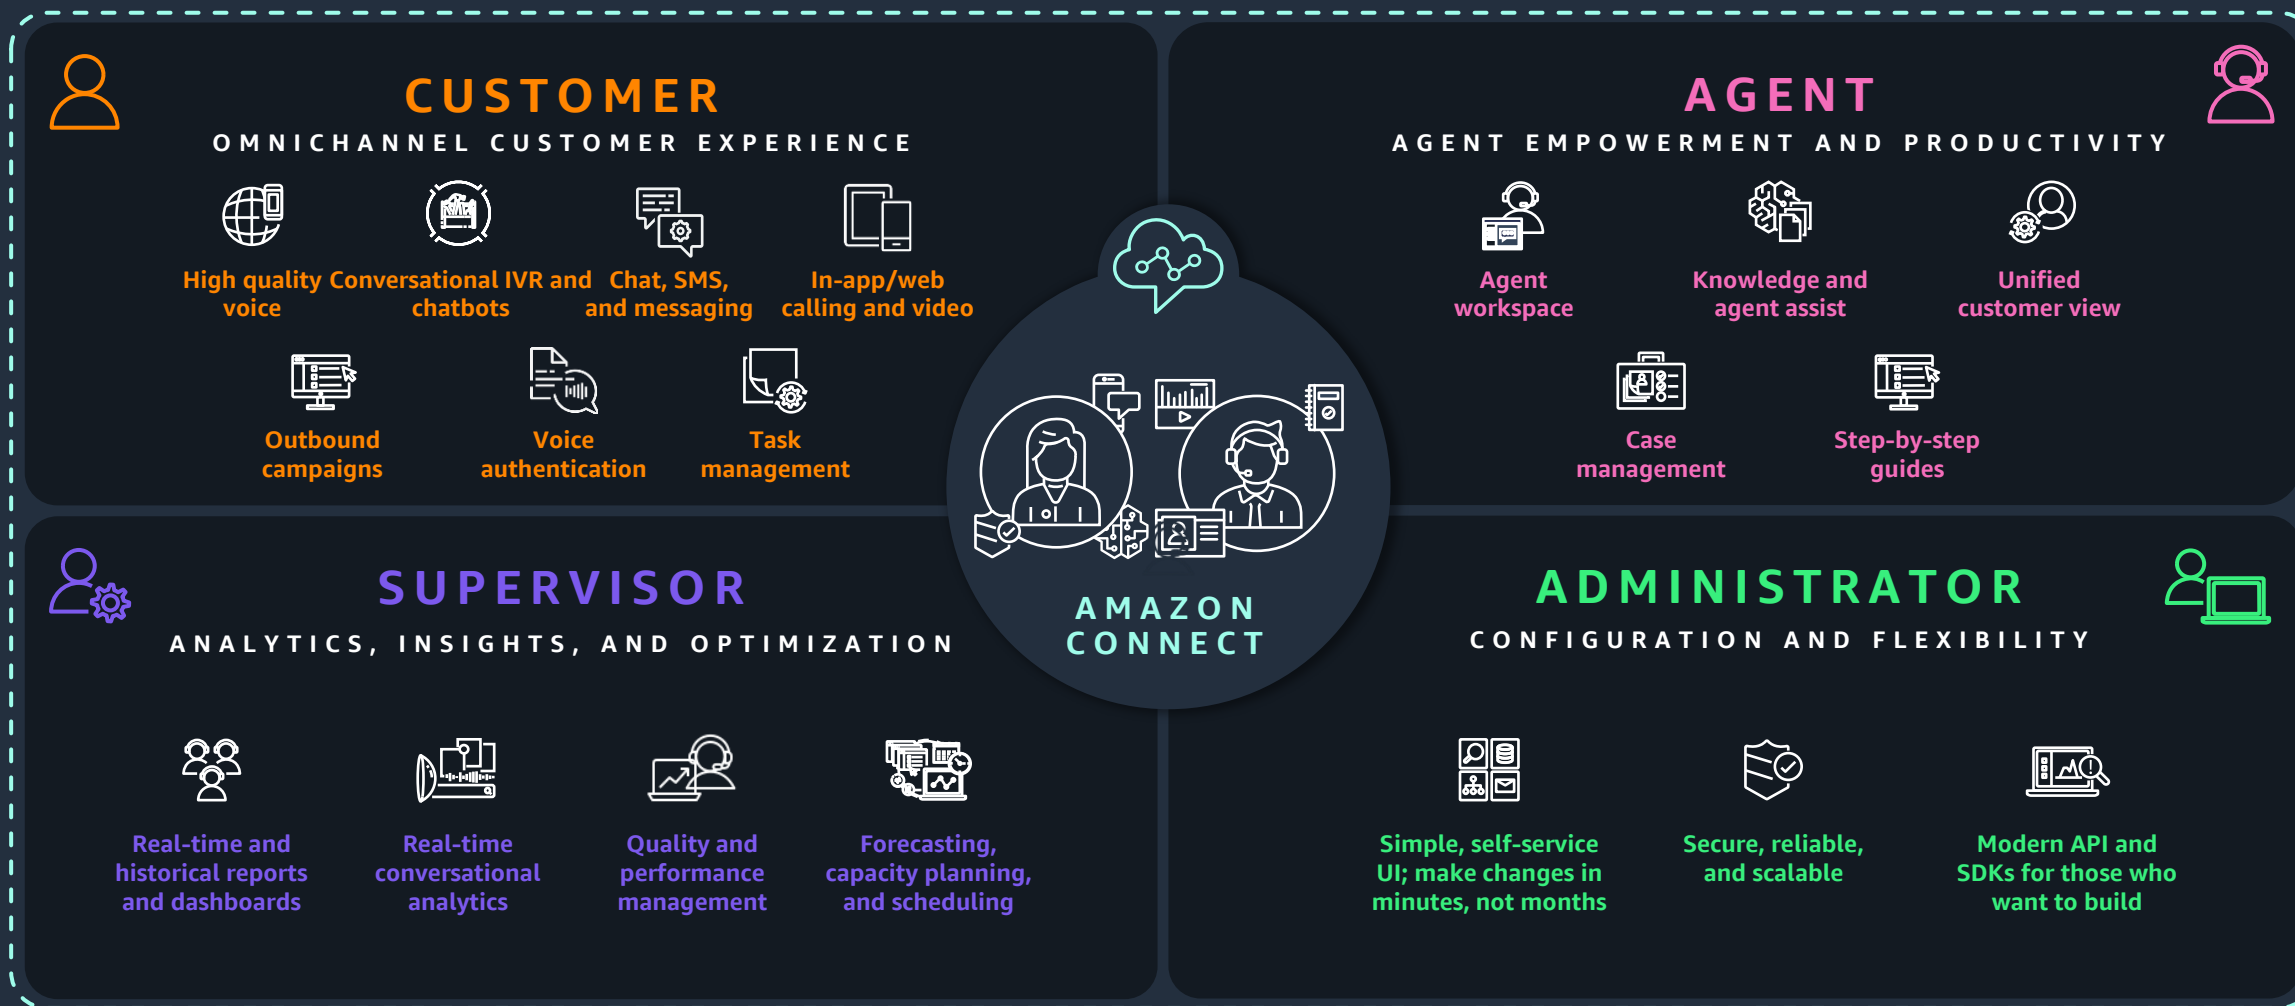 CUSTOMER
OMNICHANNEL CUSTOMER EXPERIENCE
High quality
voice
Conversational IVR and
chatbots
Chat, SMS,
and messaging
In-app/web
calling and video
Outbound
campaigns
Voice
authentication
Task
management
AGENT
AGENT EMPOWERMENT AND PRODUCTIVITY
Agent
workspace
Knowledge and
agent assist
Unified
customer view
Case
management
Step-by-step
guides
AMAZON
CONNECT
SUPERVISOR
ANALYTICS, INSIGHTS, AND OPTIMIZATION
Real-time and
historical reports
and dashboards
Real-time
conversational
analytics
Quality and
performance
management
Forecasting,
capacity planning,
and scheduling
ADMINISTRATOR
CONFIGURATION AND FLEXIBILITY
Simple, self-service
UI; make changes in
minutes, not months
Secure, reliable,
and scalable
Modern API and
SDKs for those who
want to build